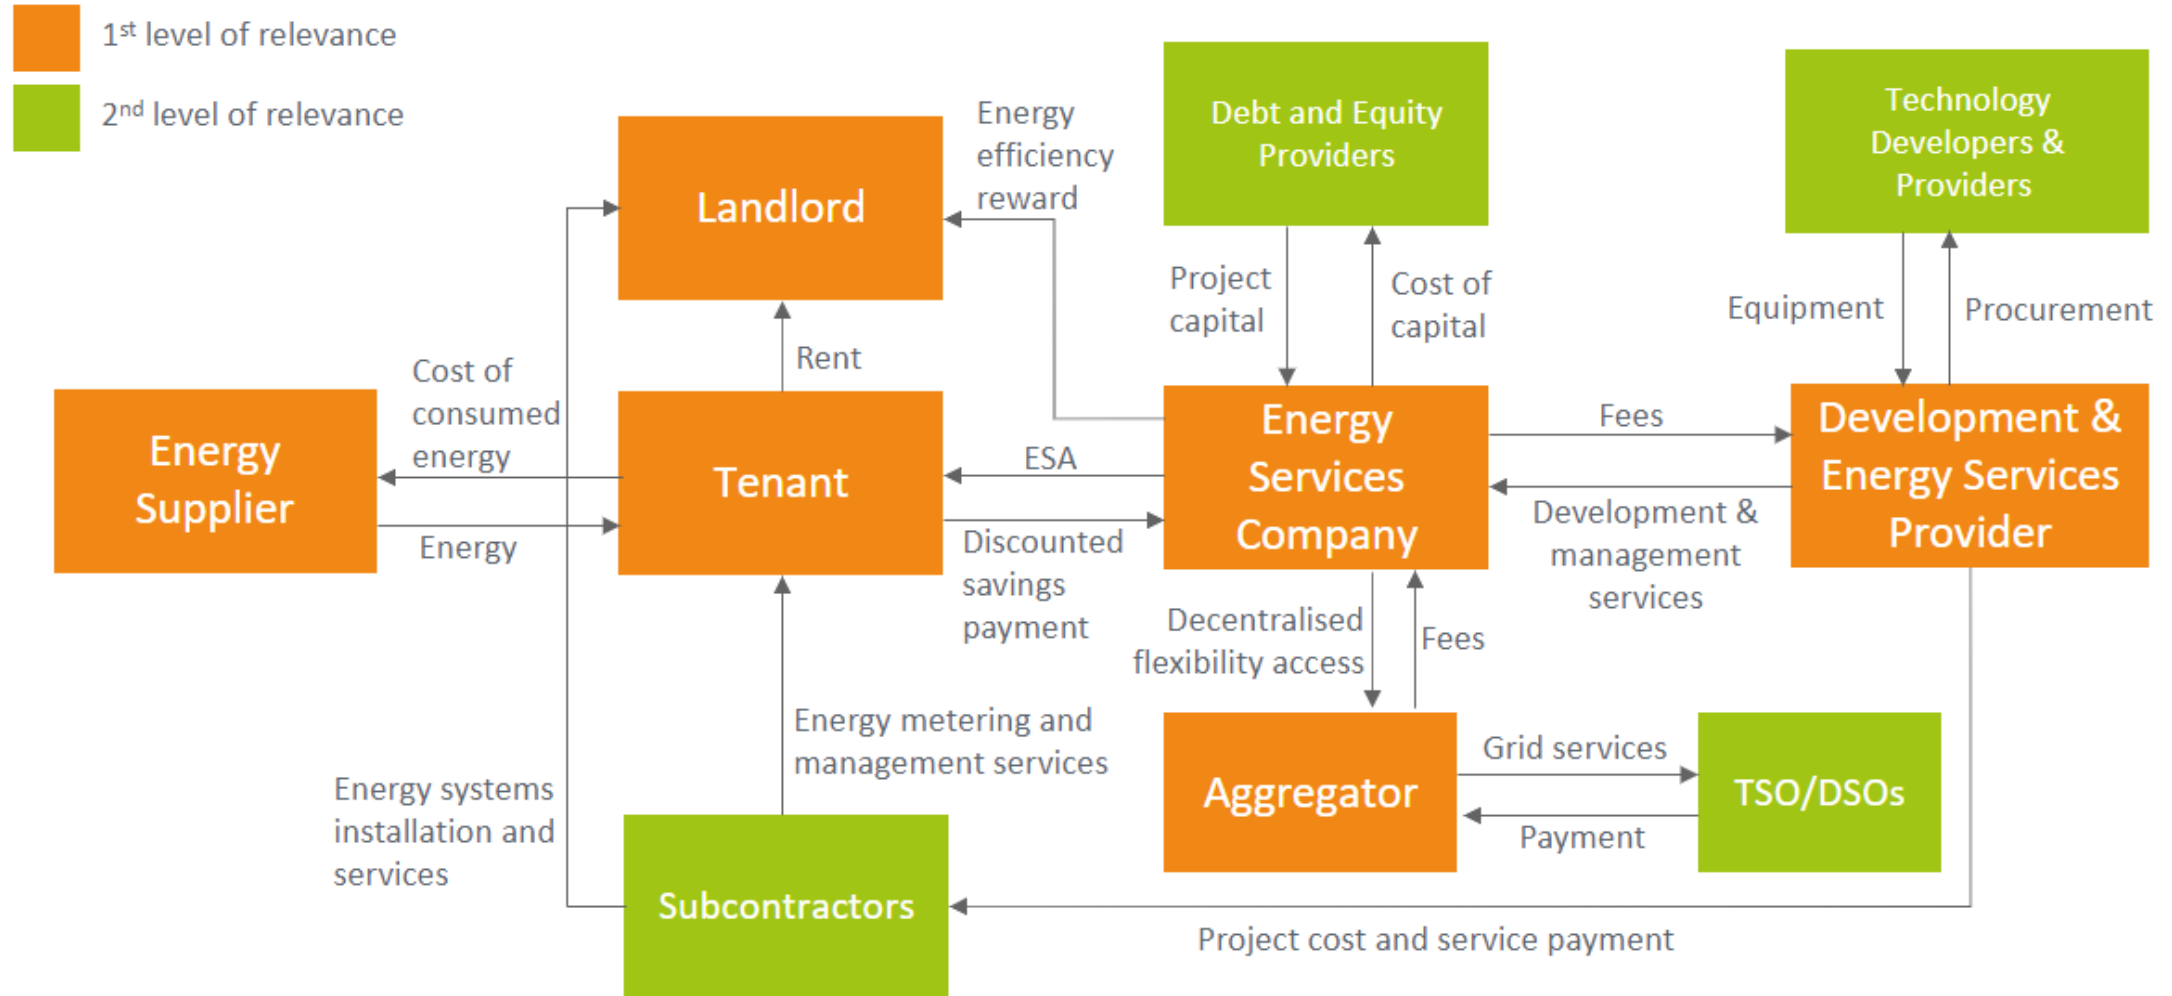 1st level of relevance
2nd level of relevance
Energy
efficiency
reward
Debt and Equity
Providers
Technology
Developers &
Providers
Landlord
Project
capital
Cost of
capital
Equipment
Procurement
Rent
Cost of
consumed
energy
Energy
Supplier
Energy
Tenant
ESA
Discounted
savings
payment
Energy
Services
Company
Fees
Development &
management
services
Development &
Energy Services
Provider
Decentralised
flexibility access
Fees
Energy metering and
management services
Energy systems
installation and
services
Aggregator
Grid services
Payment
TSO/DSOs
Subcontractors
Project cost and service payment